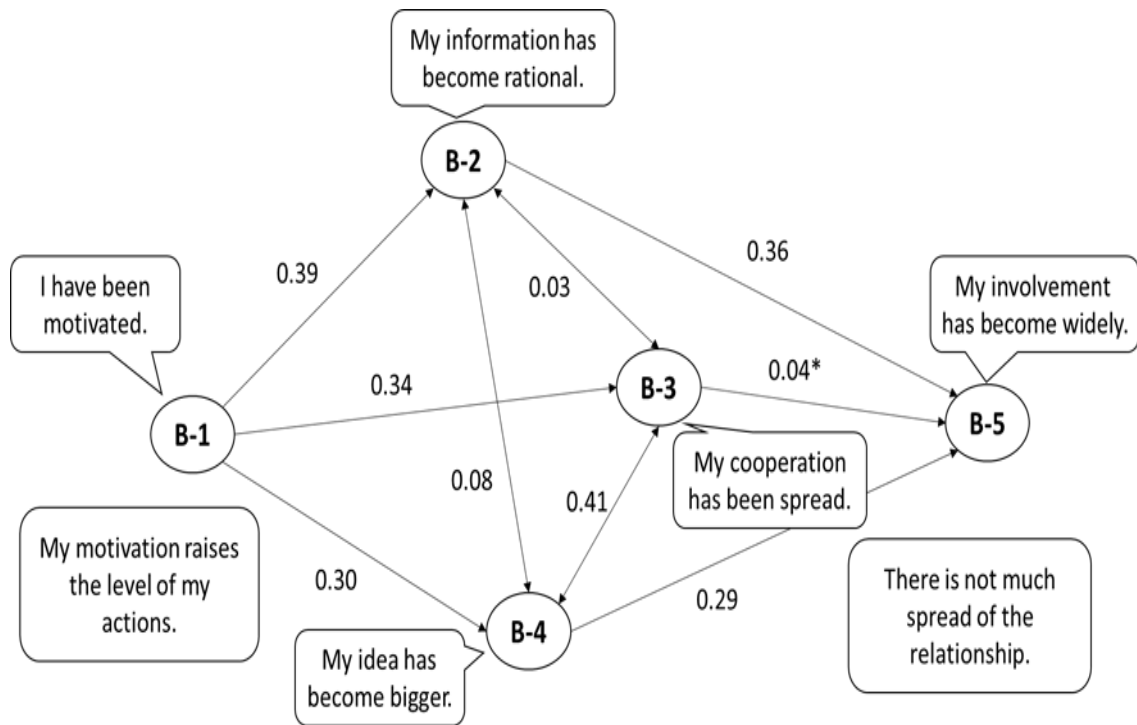 My information has
become rational.
B-2
0.39
0.03
0.36
I have been
motivated.
My involvement
has become widely.
0.34
B-3
0.04*
B-1
B-5
0.08
0.41
My cooperation
has been spread.
My motivation raises
the level of my
actions.
0.30
0.29
There is not much
spread of the
relationship.
B-4
My idea has
become bigger.